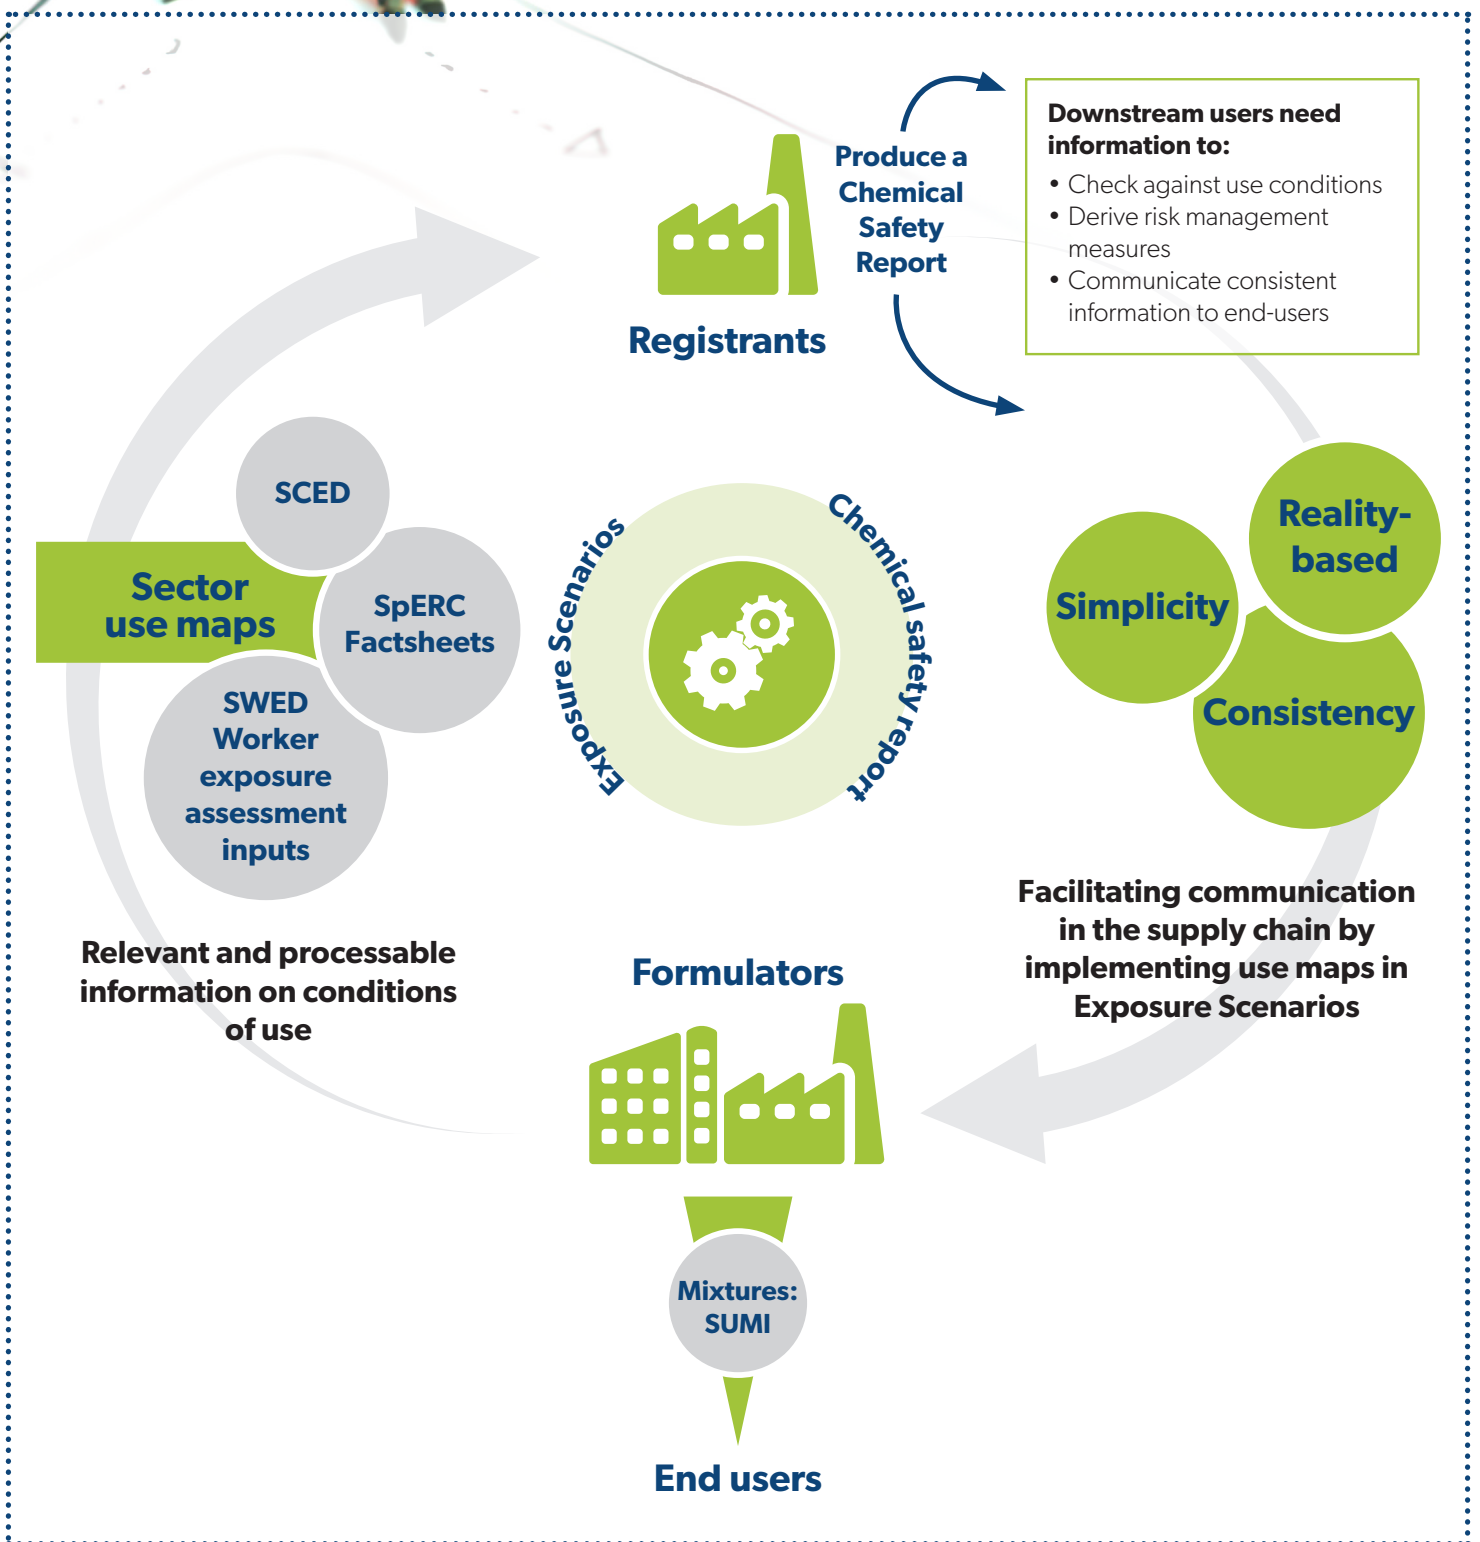 Produce a
Chemical
Safety
Report
Registrants
Downstream users need
information to:
• Check against use conditions
• Derive risk management
measures
• Communicate consistent
information to end-users
SCED
Sector
use maps
SpERC
Factsheets
SWED
Worker
exposure
assessment
inputs
Relevant and processable
information on conditions
of use
Exposure Scenarios
Chemical safety report
Reality-
based
Simplicity
Consistency
Facilitating communication
in the supply chain by
implementing use maps in
Exposure Scenarios
Formulators
Mixtures:
SUMI
End users